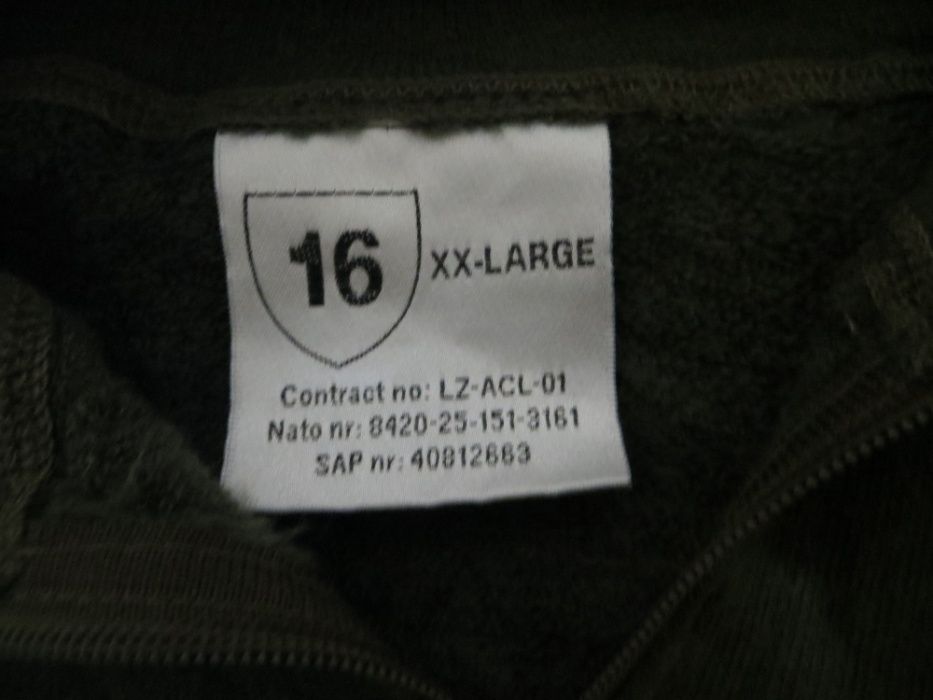 16 XX-LARGE
Contract no: LZ-ACL-01
Nato nr: 8420-25-151-3161
SAP nr: 40812663